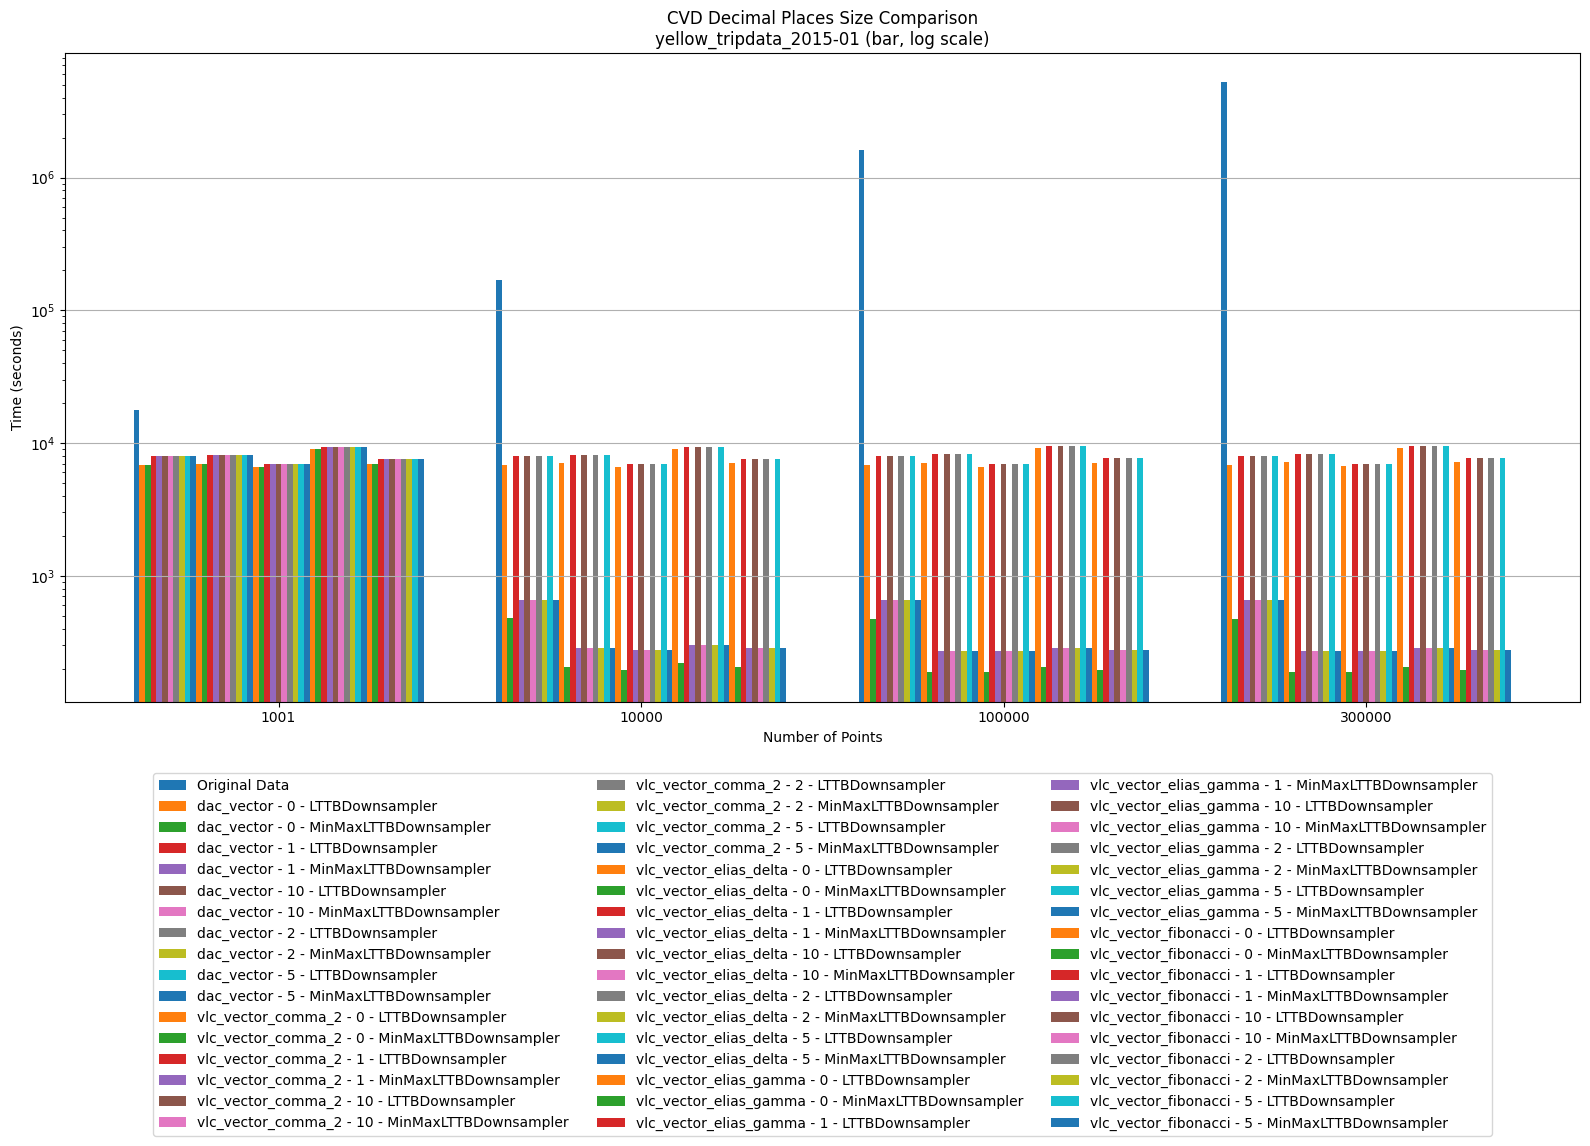 CVD Decimal Places Size Comparison
yellow_tripdata_2015-01 (bar, log scale)
Time (seconds)
10^6
10^5
10^4
10^3
1001
10000
100000
300000
Number of Points
Original Data
dac_vector - 0 - LTTBDownsampler
dac_vector - 0 - MinMaxLTTBDownsampler
dac_vector - 1 - LTTBDownsampler
dac_vector - 1 - MinMaxLTTBDownsampler
dac_vector - 10 - LTTBDownsampler
dac_vector - 10 - MinMaxLTTBDownsampler
dac_vector - 2 - LTTBDownsampler
dac_vector - 2 - MinMaxLTTBDownsampler
dac_vector - 5 - LTTBDownsampler
dac_vector - 5 - MinMaxLTTBDownsampler
vlc_vector_comma_2 - 0 - LTTBDownsampler
vlc_vector_comma_2 - 0 - MinMaxLTTBDownsampler
vlc_vector_comma_2 - 1 - LTTBDownsampler
vlc_vector_comma_2 - 1 - MinMaxLTTBDownsampler
vlc_vector_comma_2 - 10 - LTTBDownsampler
vlc_vector_comma_2 - 10 - MinMaxLTTBDownsampler
vlc_vector_comma_2 - 2 - LTTBDownsampler
vlc_vector_comma_2 - 2 - MinMaxLTTBDownsampler
vlc_vector_comma_2 - 5 - LTTBDownsampler
vlc_vector_comma_2 - 5 - MinMaxLTTBDownsampler
vlc_vector_elias_delta - 0 - LTTBDownsampler
vlc_vector_elias_delta - 0 - MinMaxLTTBDownsampler
vlc_vector_elias_delta - 1 - LTTBDownsampler
vlc_vector_elias_delta - 1 - MinMaxLTTBDownsampler
vlc_vector_elias_delta - 10 - LTTBDownsampler
vlc_vector_elias_delta - 10 - MinMaxLTTBDownsampler
vlc_vector_elias_delta - 2 - LTTBDownsampler
vlc_vector_elias_delta - 2 - MinMaxLTTBDownsampler
vlc_vector_elias_delta - 5 - LTTBDownsampler
vlc_vector_elias_delta - 5 - MinMaxLTTBDownsampler
vlc_vector_elias_gamma - 0 - LTTBDownsampler
vlc_vector_elias_gamma - 0 - MinMaxLTTBDownsampler
vlc_vector_elias_gamma - 1 - LTTBDownsampler
vlc_vector_elias_gamma - 1 - MinMaxLTTBDownsampler
vlc_vector_elias_gamma - 10 - LTTBDownsampler
vlc_vector_elias_gamma - 10 - MinMaxLTTBDownsampler
vlc_vector_elias_gamma - 2 - LTTBDownsampler
vlc_vector_elias_gamma - 2 - MinMaxLTTBDownsampler
vlc_vector_elias_gamma - 5 - LTTBDownsampler
vlc_vector_elias_gamma - 5 - MinMaxLTTBDownsampler
vlc_vector_fibonacci - 0 - LTTBDownsampler
vlc_vector_fibonacci - 0 - MinMaxLTTBDownsampler
vlc_vector_fibonacci - 1 - LTTBDownsampler
vlc_vector_fibonacci - 1 - MinMaxLTTBDownsampler
vlc_vector_fibonacci - 10 - LTTBDownsampler
vlc_vector_fibonacci - 10 - MinMaxLTTBDownsampler
vlc_vector_fibonacci - 2 - LTTBDownsampler
vlc_vector_fibonacci - 2 - MinMaxLTTBDownsampler
vlc_vector_fibonacci - 5 - LTTBDownsampler
vlc_vector_fibonacci - 5 - MinMaxLTTBDownsampler